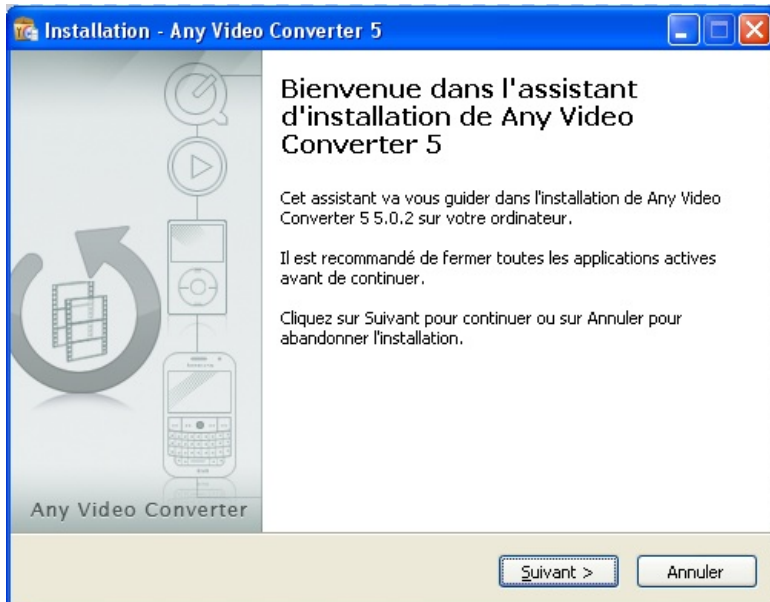 Installation - Any Video Converter 5
Bienvenue dans l'assistant
d'installation de Any Video
Converter 5
Cet assistant va vous guider dans l'installation de Any Video
Converter 5 5.0.2 sur votre ordinateur.
Il est recommandé de fermer toutes les applications actives
avant de continuer.
Cliquez sur Suivant pour continuer ou sur Annuler pour
abandonner l'installation.
Any Video Converter
Suivant >
Annuler